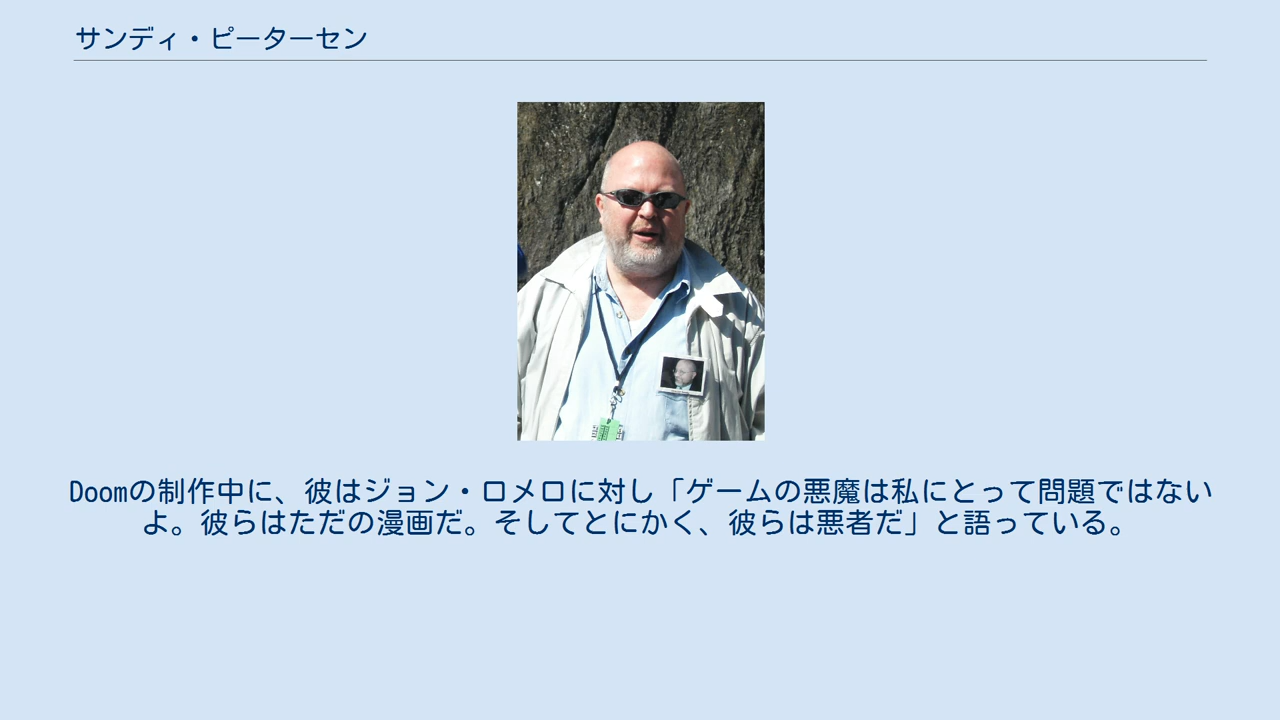 サンディ・ピーターセン
Doomの制作中に、彼はジョン・ロメロに対し「ゲームの悪魔は私にとって問題ではない
よ。彼らはただの漫画だ。そしてとにかく、彼らは悪者だ」と語っている。